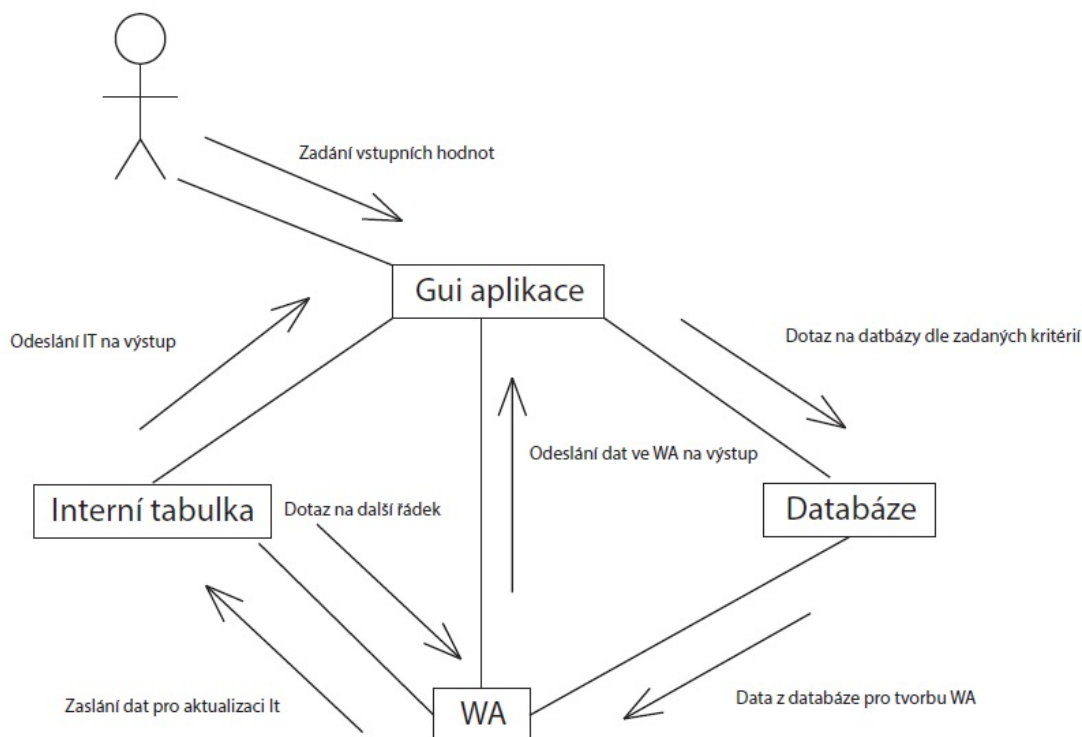 Zadání vstupních hodnot
Gui aplikace
Odeslání IT na výstup
Dotaz na datbázy dle zadaných kritérií
Odeslání dat ve WA na výstup
Interní tabulka
Dotaz na další řádek
Databáze
Zaslání dat pro aktualizaci It
WA
Data z databáze pro tvorbu WA